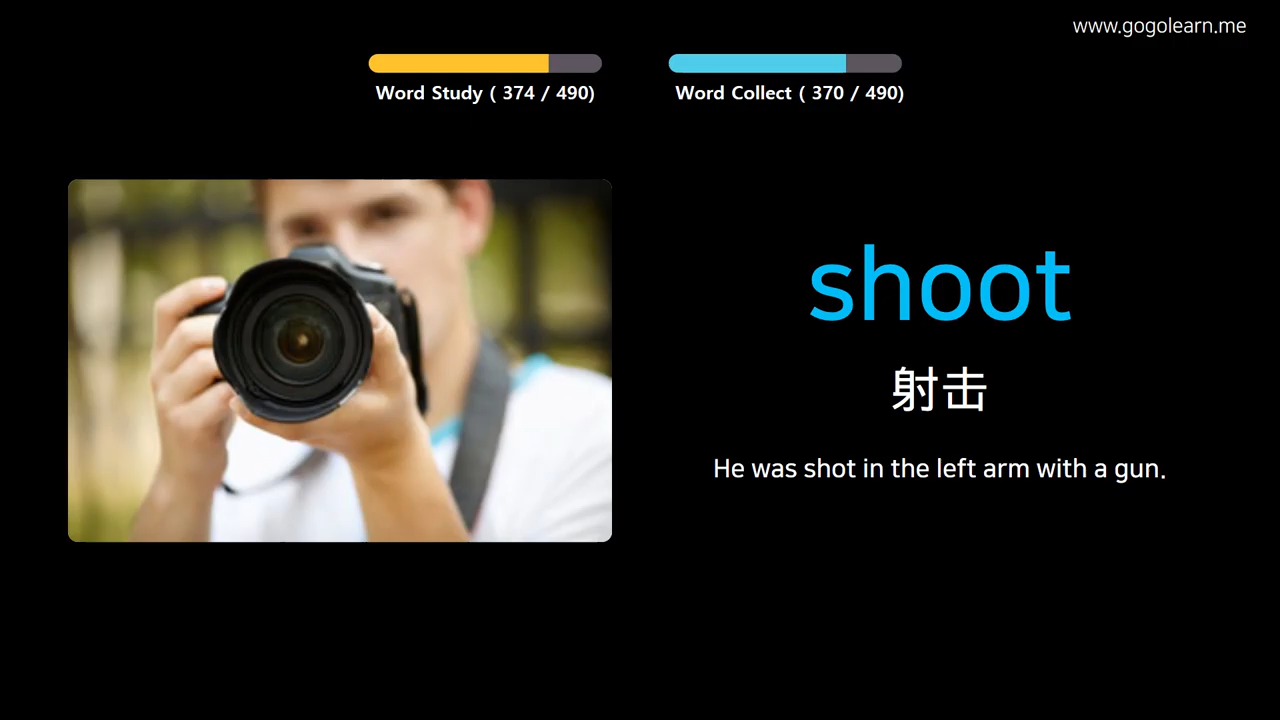 www.gogolearn.me
Word Study ( 374 / 490)
Word Collect ( 370 / 490)
shoot
射击
He was shot in the left arm with a gun.